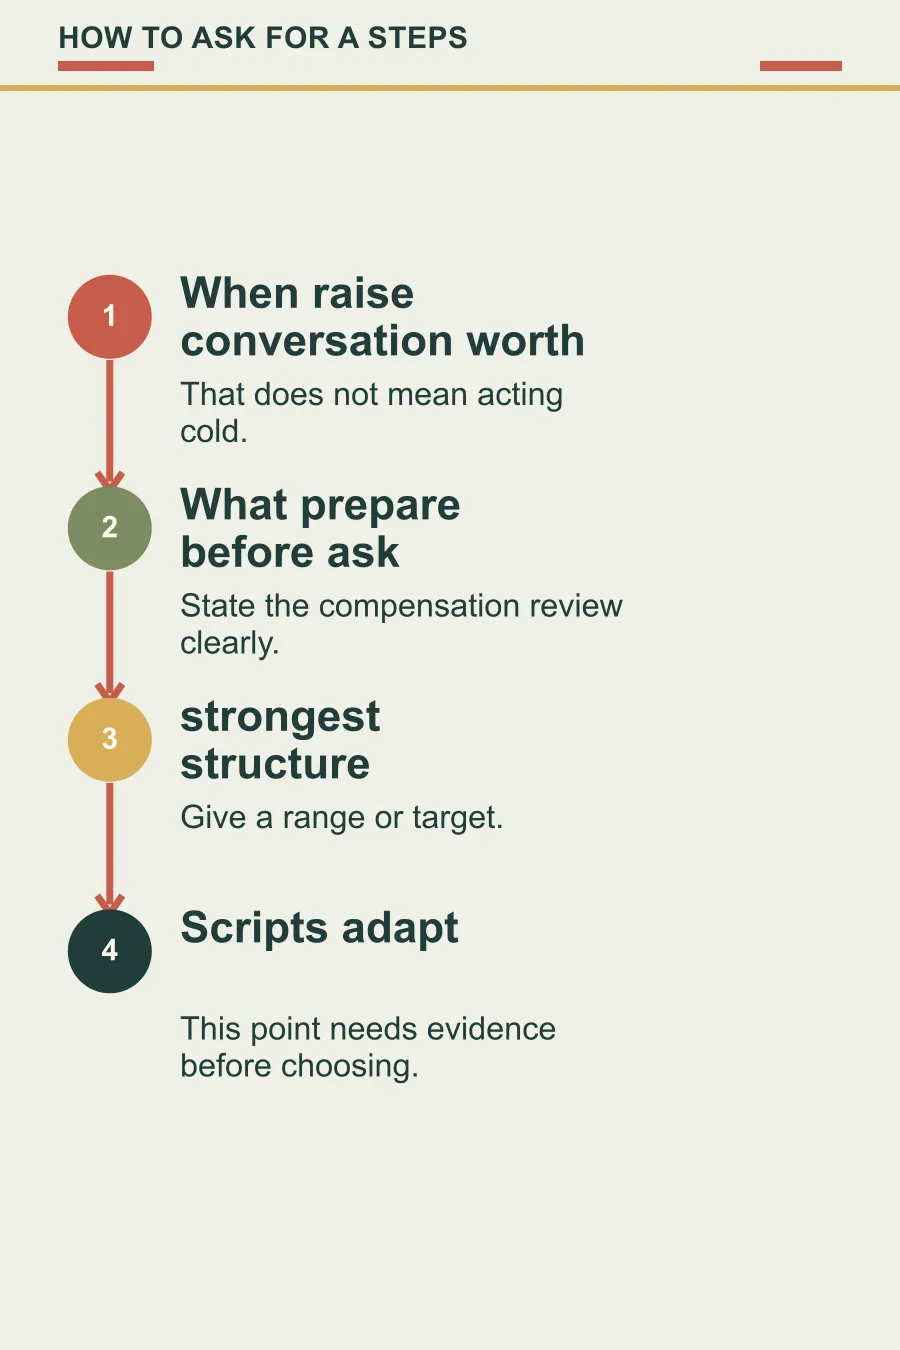 HOW TO ASK FOR A STEPS
1
When raise
conversation worth
That does not mean acting
cold.
2
What prepare
before ask
State the compensation review
clearly.
3
strongest
structure
Give a range or target.
4
Scripts adapt
This point needs evidence
before choosing.